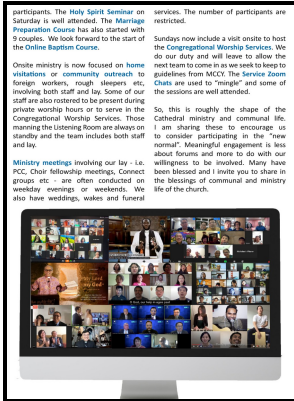 participants. The Holy Spirit Seminar on
Saturday is well attended. The Marriage
Preparation Course has also started with
9 couples. We look forward to the start of
the Online Baptism Course.
Onsite ministry is now focused on home
visitations or community outreach to
foreign workers, rough sleepers etc,
involving both staff and lay. Some of our
staff are also rostered to be present during
private worship hours or to serve in the
Congregational Worship Services. Those
manning the Listening Room are always on
standby and the team includes both staff
and lay.
Ministry meetings involving our lay - i.e.
PCC, Choir fellowship meetings, Connect
groups etc - are often conducted on
weekday evenings or weekends. We
also have weddings, wakes and funeral
services. The number of participants are
restricted.
Sundays now include a visit onsite to host
the Congregational Worship Services. We
do our duty and will leave to allow the
next team to come in as we seek to keep to
guidelines from MCCY. The Service Zoom
Chats are used to “mingle” and some of
the sessions are well attended.
So, this is roughly the shape of the
Cathedral ministry and communal life.
I am sharing these to encourage us
to consider participating in the “new
normal”. Meaningful engagement is less
about forums and more to do with our
willingness to be involved. Many have
been blessed and I invite you to share in
the blessings of communal and ministry
life of the church.